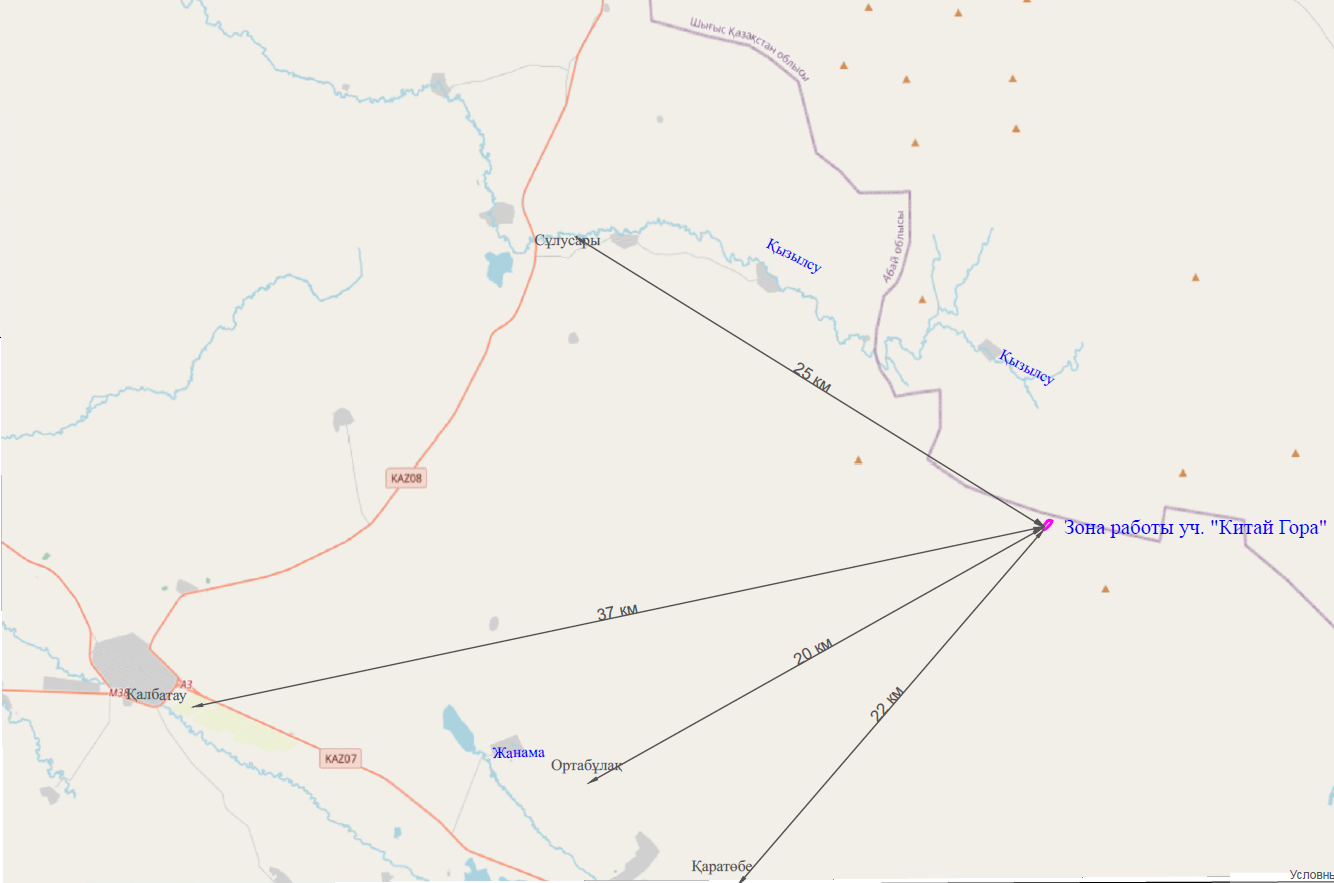 Шығыс Қазақстан облысы
Абай облысы
Сұлусары
Қызылсу
Қызылсу
25 км
KAZ08
Зона работы уч. "Китай Гора"
37 км
20 км
22 км
A3
M38
Қалбатау
KAZ07
Жанама
Ортабұлақ
Қаратөбе